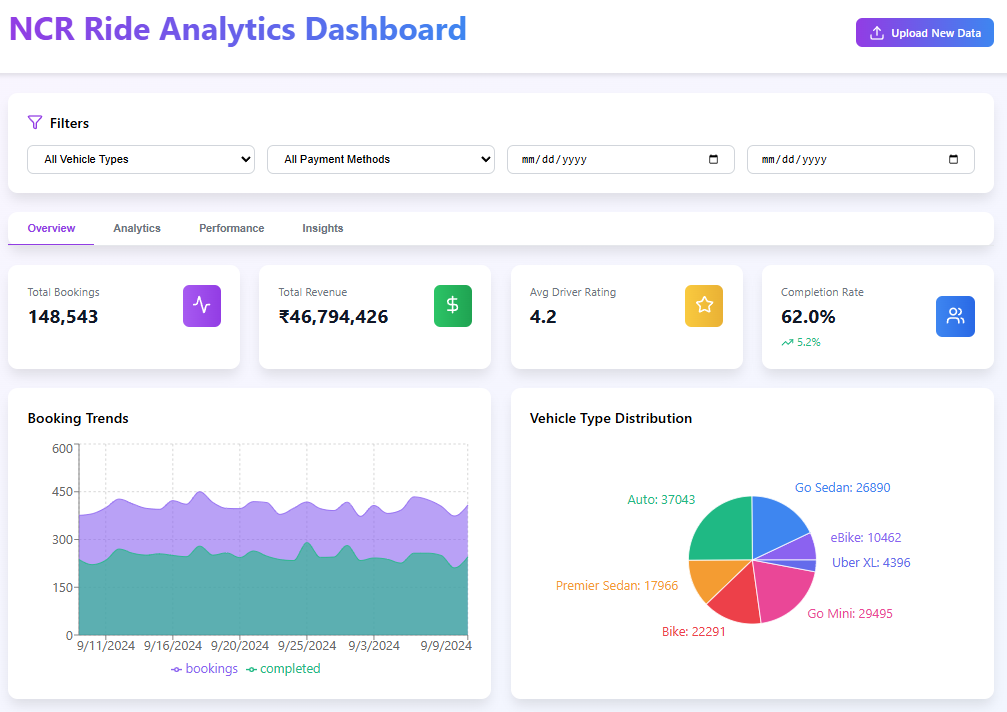 NCR Ride Analytics Dashboard
Upload New Data
Filters
All Vehicle Types
All Payment Methods
mm/dd/yyyy
mm/dd/yyyy
Overview
Analytics
Performance
Insights
Total Bookings
148,543
Total Revenue
₹46,794,426
Avg Driver Rating
4.2
Completion Rate
62.0%
5.2%
Booking Trends
600
450
300
150
0
9/11/2024
9/16/2024
9/20/2024
9/25/2024
9/3/2024
9/9/2024
bookings
completed
Vehicle Type Distribution
Auto: 37043
Go Sedan: 26890
eBike: 10462
Uber XL: 4396
Premier Sedan: 17966
Go Mini: 29495
Bike: 22291